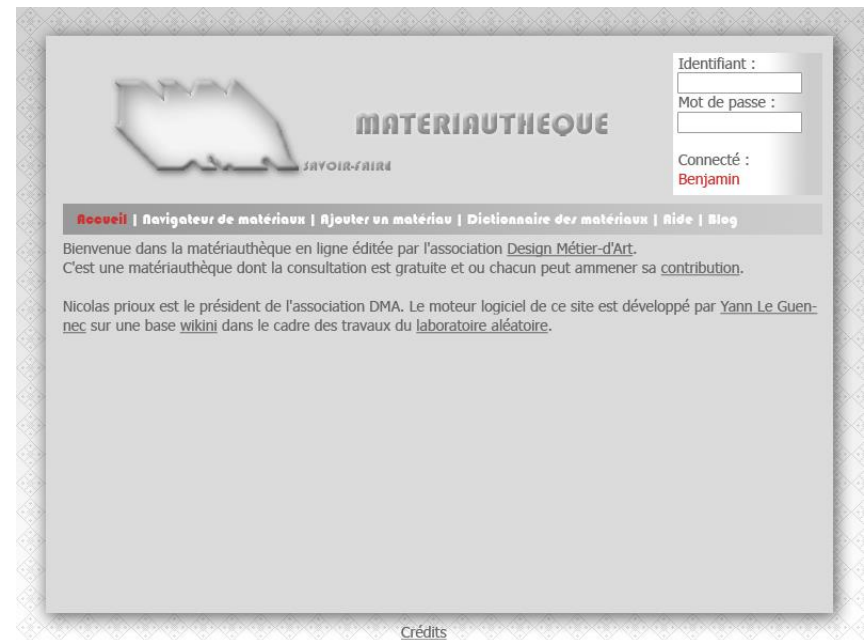 Identifiant :
Mot de passe :
MATERIAUTHEQUE
SAVOIR-FAIRE
Connecté :
Benjamin
Accueil | Navigateur de matériaux | Ajouter un matériau | Dictionnaire des matériaux | Aide | Blog
Bienvenue dans la matériauthèque en ligne éditée par l'association Design Métier-d'Art.
C'est une matériauthèque dont la consultation est gratuite et ou chacun peut ammener sa contribution.
Nicolas prioux est le président de l'association DMA. Le moteur logiciel de ce site est développé par Yann Le Guen-
nec sur une base wikini dans le cadre des travaux du laboratoire aléatoire.
Crédits